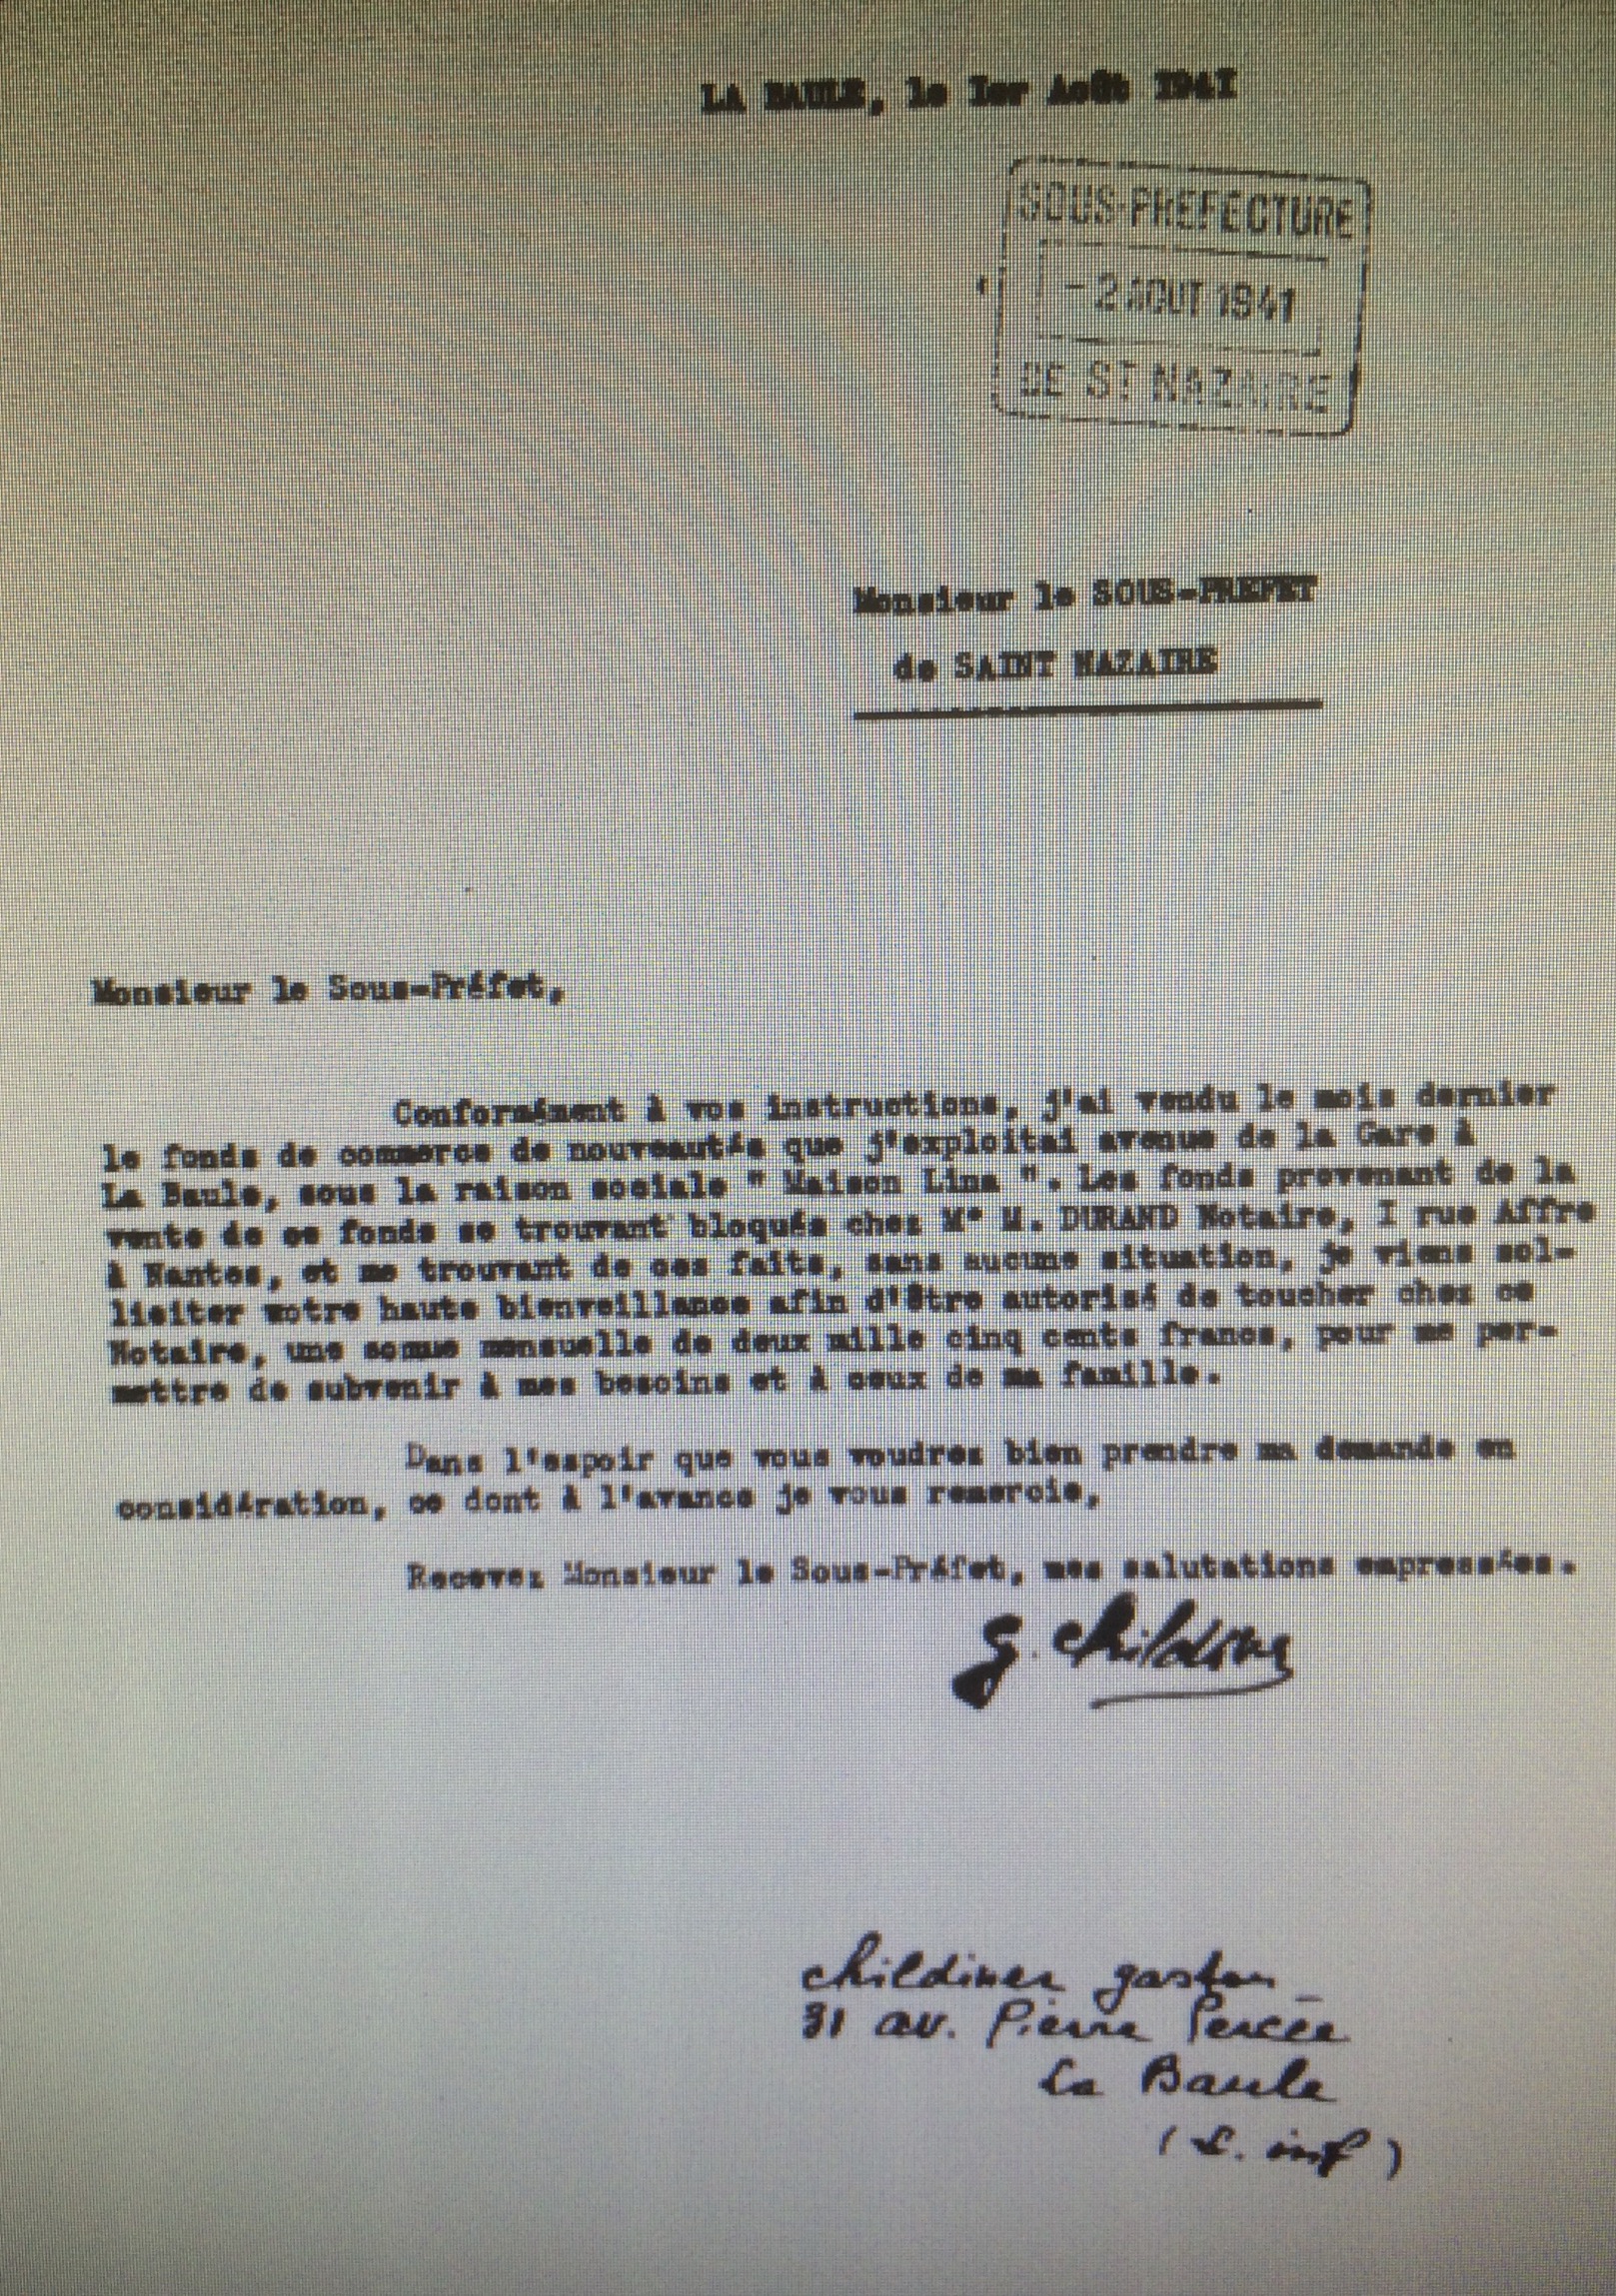 LA BAULE, le Ier Août 194I
SOUS-PREFECTURE
- 2 AOUT 1941
DE ST NAZAIRE
Monsieur le SOUS-PREFET
de SAINT NAZAIRE
Monsieur le Sous-Préfet,
Conformément à vos instructions, j'ai vendu le mois dernier
le fonds de commerce de nouveautés que j'exploitai avenue de la Gare à
La Baule, sous la raison sociale " Maison Lina ". Les fonds provenant de la
vente de ce fonds se trouvant bloqués chez Me M. DURAND Notaire, I rue Affre
à Nantes, et me trouvant de ces faits, sans aucune situation, je viens sol-
liciter votre haute bienveillance afin d'être autorisé de toucher chez ce
Notaire, une somme mensuelle de deux mille cinq cents francs, pour me per-
mettre de subvenir à mes besoins et à ceux de ma famille.
Dans l'espoir que vous voudrez bien prendre ma demande en
considération, ce dont à l'avance je vous remercie,
Recevez Monsieur le Sous-Préfet, mes salutations empressées.
g. childiner
childiner gaston
31 av. Pierre Percée
La Baule
( L. inf )